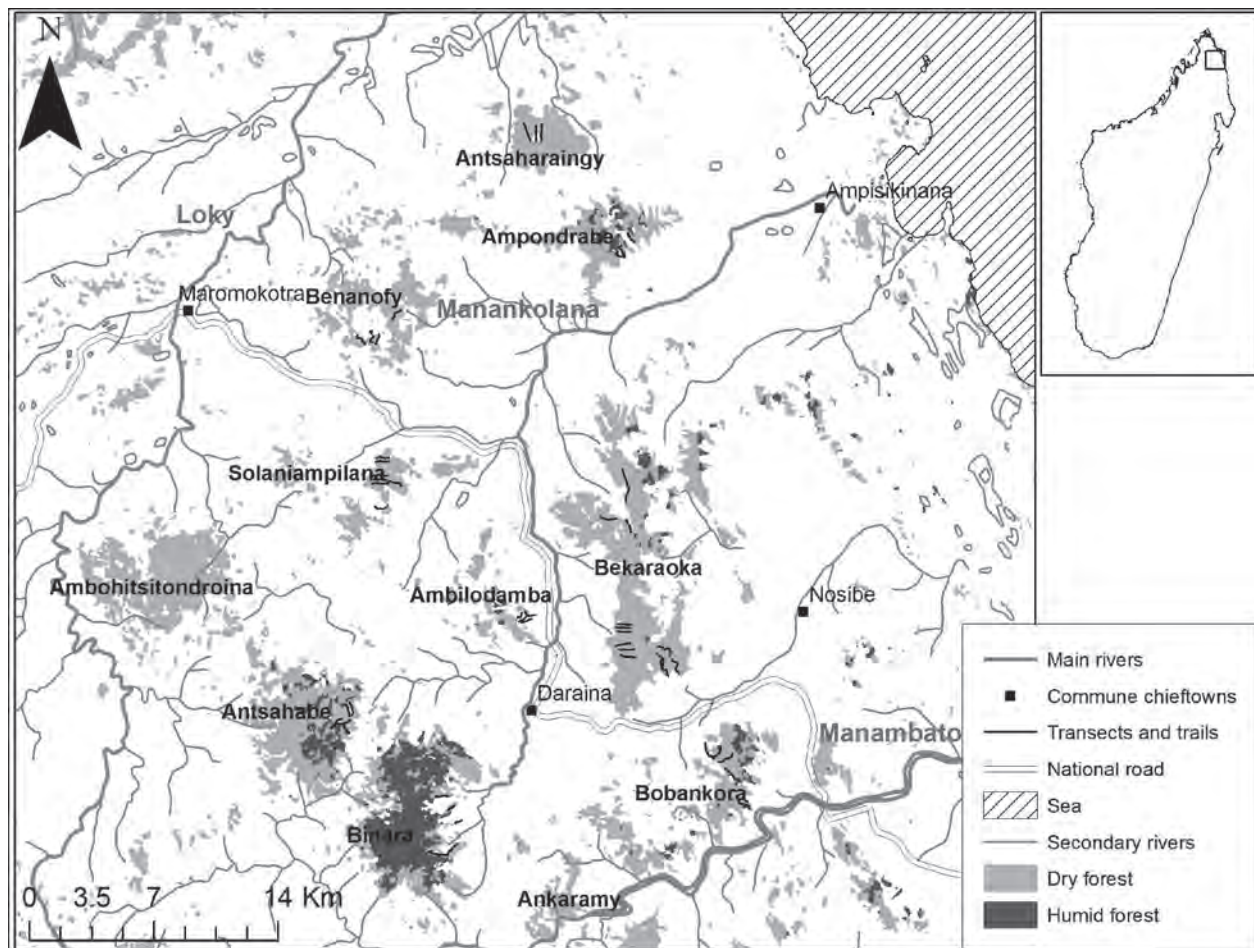 N
Antsaharaingy
Ampisikinana
Loky
Ampondrabe
Maromokotra
Benanofy
Manankolana
Solaniampilana
Bekaraoka
Ambohitsitondroina
Ambilodamba
Nosibe
Antsahabe
Daraina
Manambato
Bobankora
Binara
Ankaramy
0 3.5 7 14 Km
Main rivers
Commune chieftowns
Transects and trails
National road
Sea
Secondary rivers
Dry forest
Humid forest